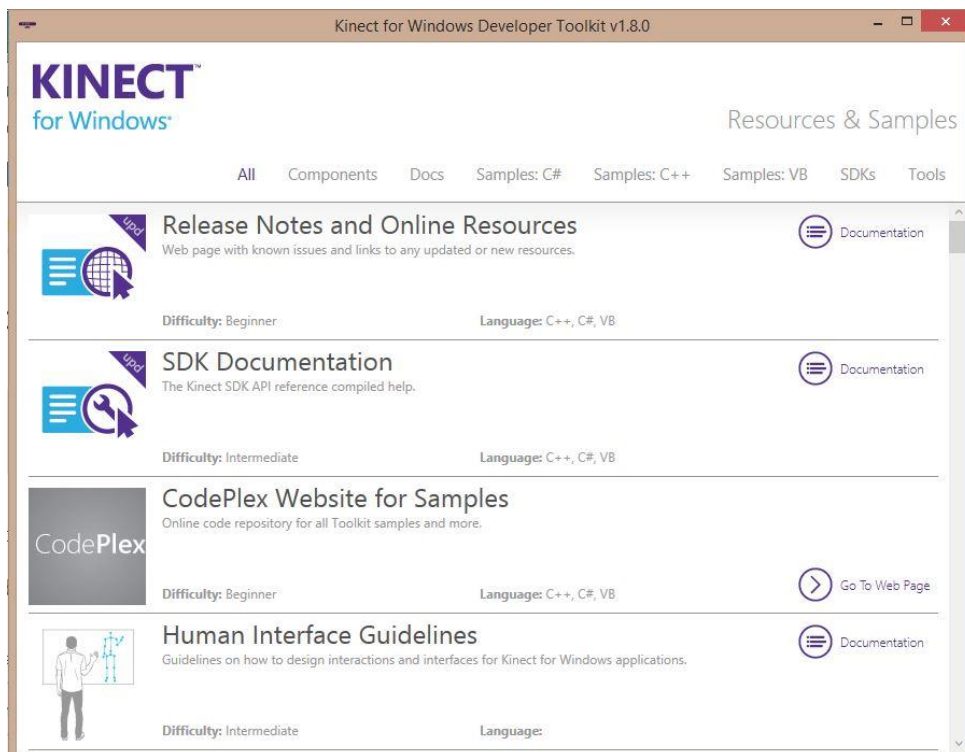 Kinect for Windows Developer Toolkit v1.8.0
KINECT™
for Windows®
Resources & Samples
All Components Docs Samples: C# Samples: C++ Samples: VB SDKs Tools
upd
Release Notes and Online Resources
Documentation
Web page with known issues and links to any updated or new resources.
Difficulty: Beginner Language: C++, C#, VB
upd
SDK Documentation
Documentation
The Kinect SDK API reference compiled help.
Difficulty: Intermediate Language: C++, C#, VB
CodePlex
CodePlex Website for Samples
Online code repository for all Toolkit samples and more.
Go To Web Page
Difficulty: Beginner Language: C++, C#, VB
Human Interface Guidelines
Documentation
Guidelines on how to design interactions and interfaces for Kinect for Windows applications.
Difficulty: Intermediate Language: